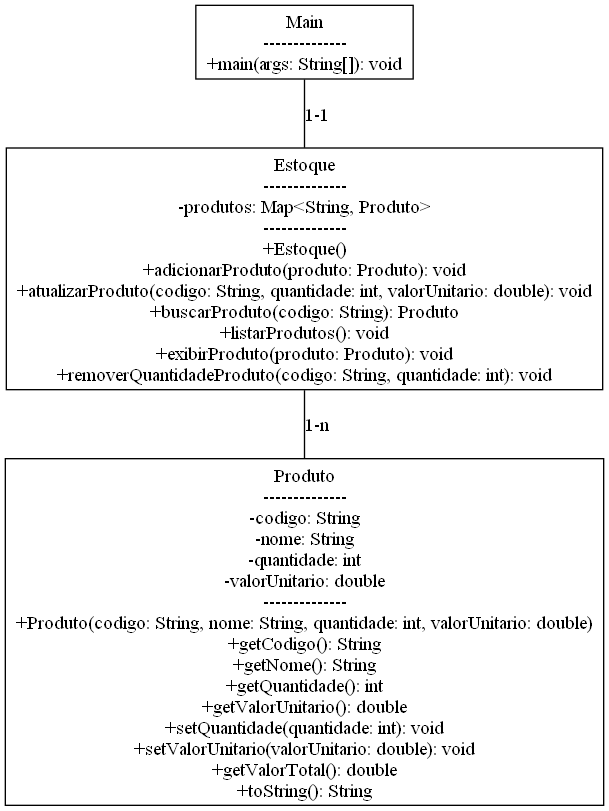 Main
--------------
+main(args: String[]): void
1-1
Estoque
--------------
-produtos: Map<String, Produto>
--------------
+Estoque()
+adicionarProduto(produto: Produto): void
+atualizarProduto(codigo: String, quantidade: int, valorUnitario: double): void
+buscarProduto(codigo: String): Produto
+listarProdutos(): void
+exibirProduto(produto: Produto): void
+removerQuantidadeProduto(codigo: String, quantidade: int): void
1-n
Produto
--------------
-codigo: String
-nome: String
-quantidade: int
-valorUnitario: double
--------------
+Produto(codigo: String, nome: String, quantidade: int, valorUnitario: double)
+getCodigo(): String
+getNome(): String
+getQuantidade(): int
+getValorUnitario(): double
+setQuantidade(quantidade: int): void
+setValorUnitario(valorUnitario: double): void
+getValorTotal(): double
+toString(): String